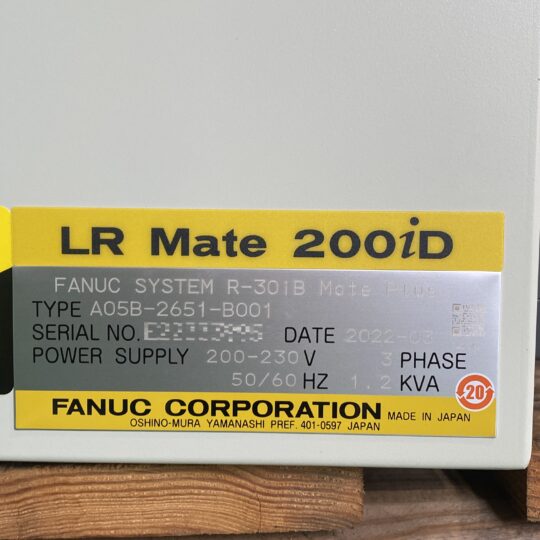 LR Mate 200iD
FANUC SYSTEM R-30iB Mate Plus
TYPE A05B-2651-B001
SERIAL NO. DATE 2022-03
POWER SUPPLY 200-230 V 3 PHASE
50/60 HZ 1.2 KVA
20
FANUC CORPORATION MADE IN JAPAN
OSHINO-MURA YAMANASHI PREF. 401-0597 JAPAN